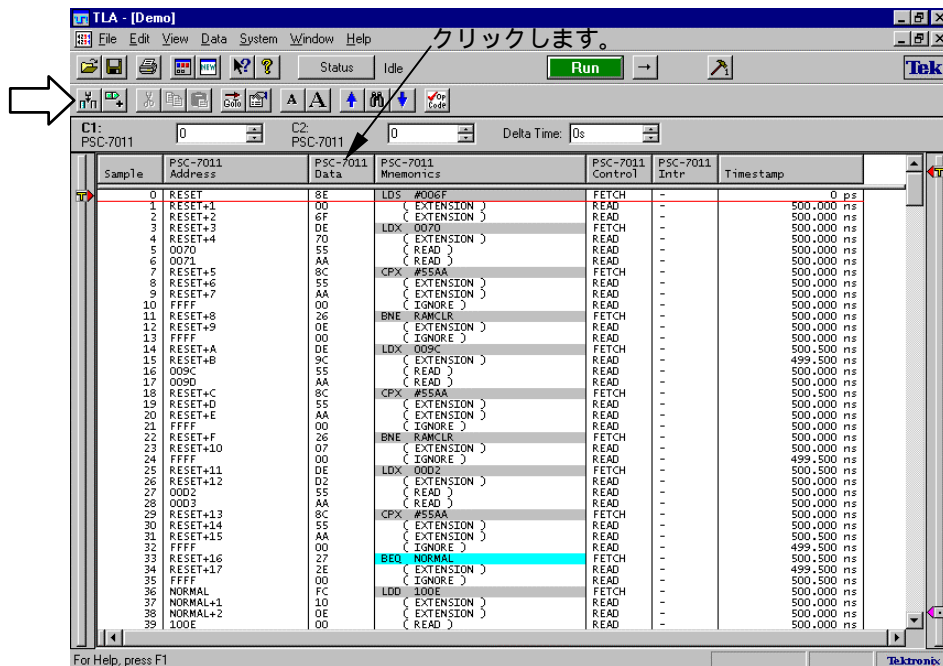 TLA - [Demo]
File Edit View Data System Window Help
クリックします。
Status Idle Run → Tek
GoTo A A Op Code
C1: 0 C2: 0 Delta Time: 0s
PSC-7011 PSC-7011
PSC-7011 PSC-7011 PSC-7011 PSC-7011 PSC-7011
Sample Address Data Mnemonics Control Intr Timestamp
0 RESET 8E LDS #006F FETCH - 0 ps
1 RESET+1 00 ( EXTENSION ) READ - 500.000 ns
2 RESET+2 6F ( EXTENSION ) READ - 500.000 ns
3 RESET+3 DE LDX 0070 FETCH - 500.000 ns
4 RESET+4 70 ( EXTENSION ) READ - 500.000 ns
5 0070 55 ( READ ) READ - 500.000 ns
6 0071 AA ( READ ) READ - 500.000 ns
7 RESET+5 8C CPX #55AA FETCH - 500.000 ns
8 RESET+6 55 ( EXTENSION ) READ - 500.000 ns
9 RESET+7 AA ( EXTENSION ) READ - 500.000 ns
10 FFFF 00 ( IGNORE ) READ - 500.000 ns
11 RESET+8 26 BNE RAMCLR FETCH - 500.000 ns
12 RESET+9 0E ( EXTENSION ) READ - 500.000 ns
13 FFFF 00 ( IGNORE ) READ - 500.000 ns
14 RESET+A DE LDX 009C FETCH - 500.500 ns
15 RESET+B 9C ( EXTENSION ) READ - 499.500 ns
16 009C 55 ( READ ) READ - 500.000 ns
17 009D AA ( READ ) READ - 500.000 ns
18 RESET+C 8C CPX #55AA FETCH - 500.500 ns
19 RESET+D 55 ( EXTENSION ) READ - 500.000 ns
20 RESET+E AA ( EXTENSION ) READ - 500.000 ns
21 FFFF 00 ( IGNORE ) READ - 500.000 ns
22 RESET+F 26 BNE RAMCLR FETCH - 500.000 ns
23 RESET+10 07 ( EXTENSION ) READ - 500.000 ns
24 FFFF 00 ( IGNORE ) READ - 499.500 ns
25 RESET+11 DE LDX 00D2 FETCH - 500.500 ns
26 RESET+12 D2 ( EXTENSION ) READ - 500.000 ns
27 00D2 55 ( READ ) READ - 500.000 ns
28 00D3 AA ( READ ) READ - 500.000 ns
29 RESET+13 8C CPX #55AA FETCH - 500.000 ns
30 RESET+14 55 ( EXTENSION ) READ - 500.000 ns
31 RESET+15 AA ( EXTENSION ) READ - 500.000 ns
32 FFFF 00 ( IGNORE ) READ - 499.500 ns
33 RESET+16 27 BEQ NORMAL FETCH - 500.500 ns
34 RESET+17 2E ( EXTENSION ) READ - 499.500 ns
35 FFFF 00 ( IGNORE ) READ - 500.500 ns
36 NORMAL FC LDD 100E FETCH - 500.000 ns
37 NORMAL+1 10 ( EXTENSION ) READ - 500.000 ns
38 NORMAL+2 0E ( EXTENSION ) READ - 500.000 ns
39 100E 00 ( READ ) READ - 500.000 ns
For Help, press F1 Tektronix